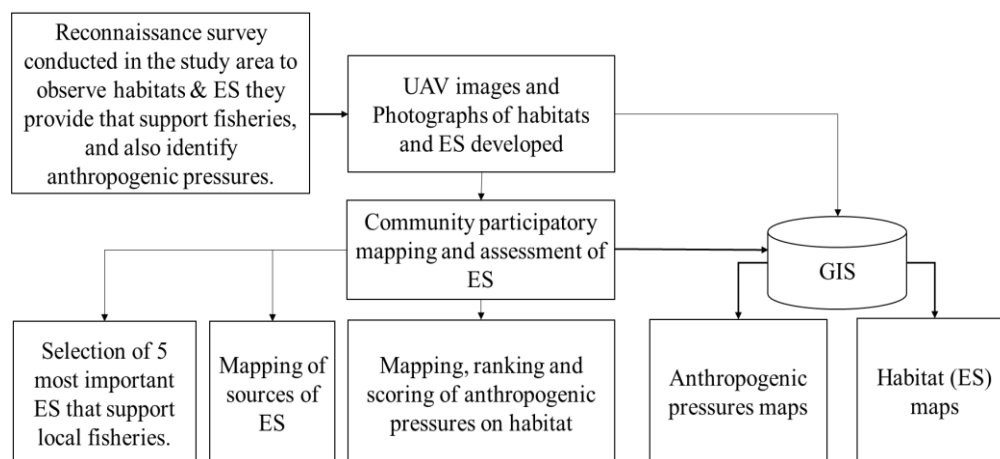 Reconnaissance survey
conducted in the study area to
observe habitats & ES they
provide that support fisheries,
and also identify
anthropogenic pressures.
UAV images and
Photographs of habitats
and ES developed
Community participatory
mapping and assessment of
ES
GIS
Selection of 5
most important
ES that support
local fisheries.
Mapping of
sources of
ES
Mapping, ranking and
scoring of anthropogenic
pressures on habitat
Anthropogenic
pressures maps
Habitat (ES)
maps